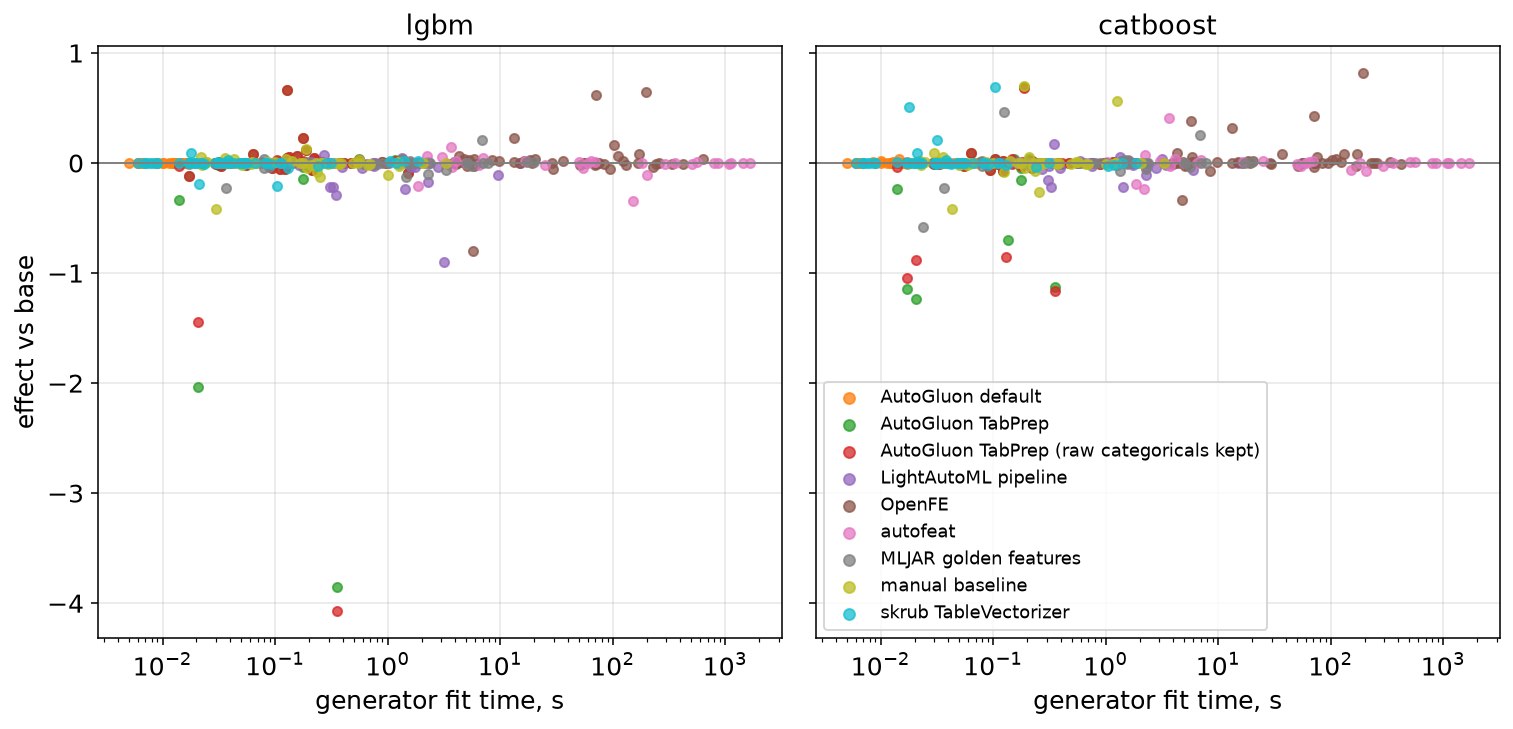 lgbm
catboost
effect vs base
1
0
−1
−2
−3
−4
10⁻²
10⁻¹
10⁰
10¹
10²
10³
generator fit time, s
10⁻²
10⁻¹
10⁰
10¹
10²
10³
generator fit time, s
AutoGluon default
AutoGluon TabPrep
AutoGluon TabPrep (raw categoricals kept)
LightAutoML pipeline
OpenFE
autofeat
MLJAR golden features
manual baseline
skrub TableVectorizer